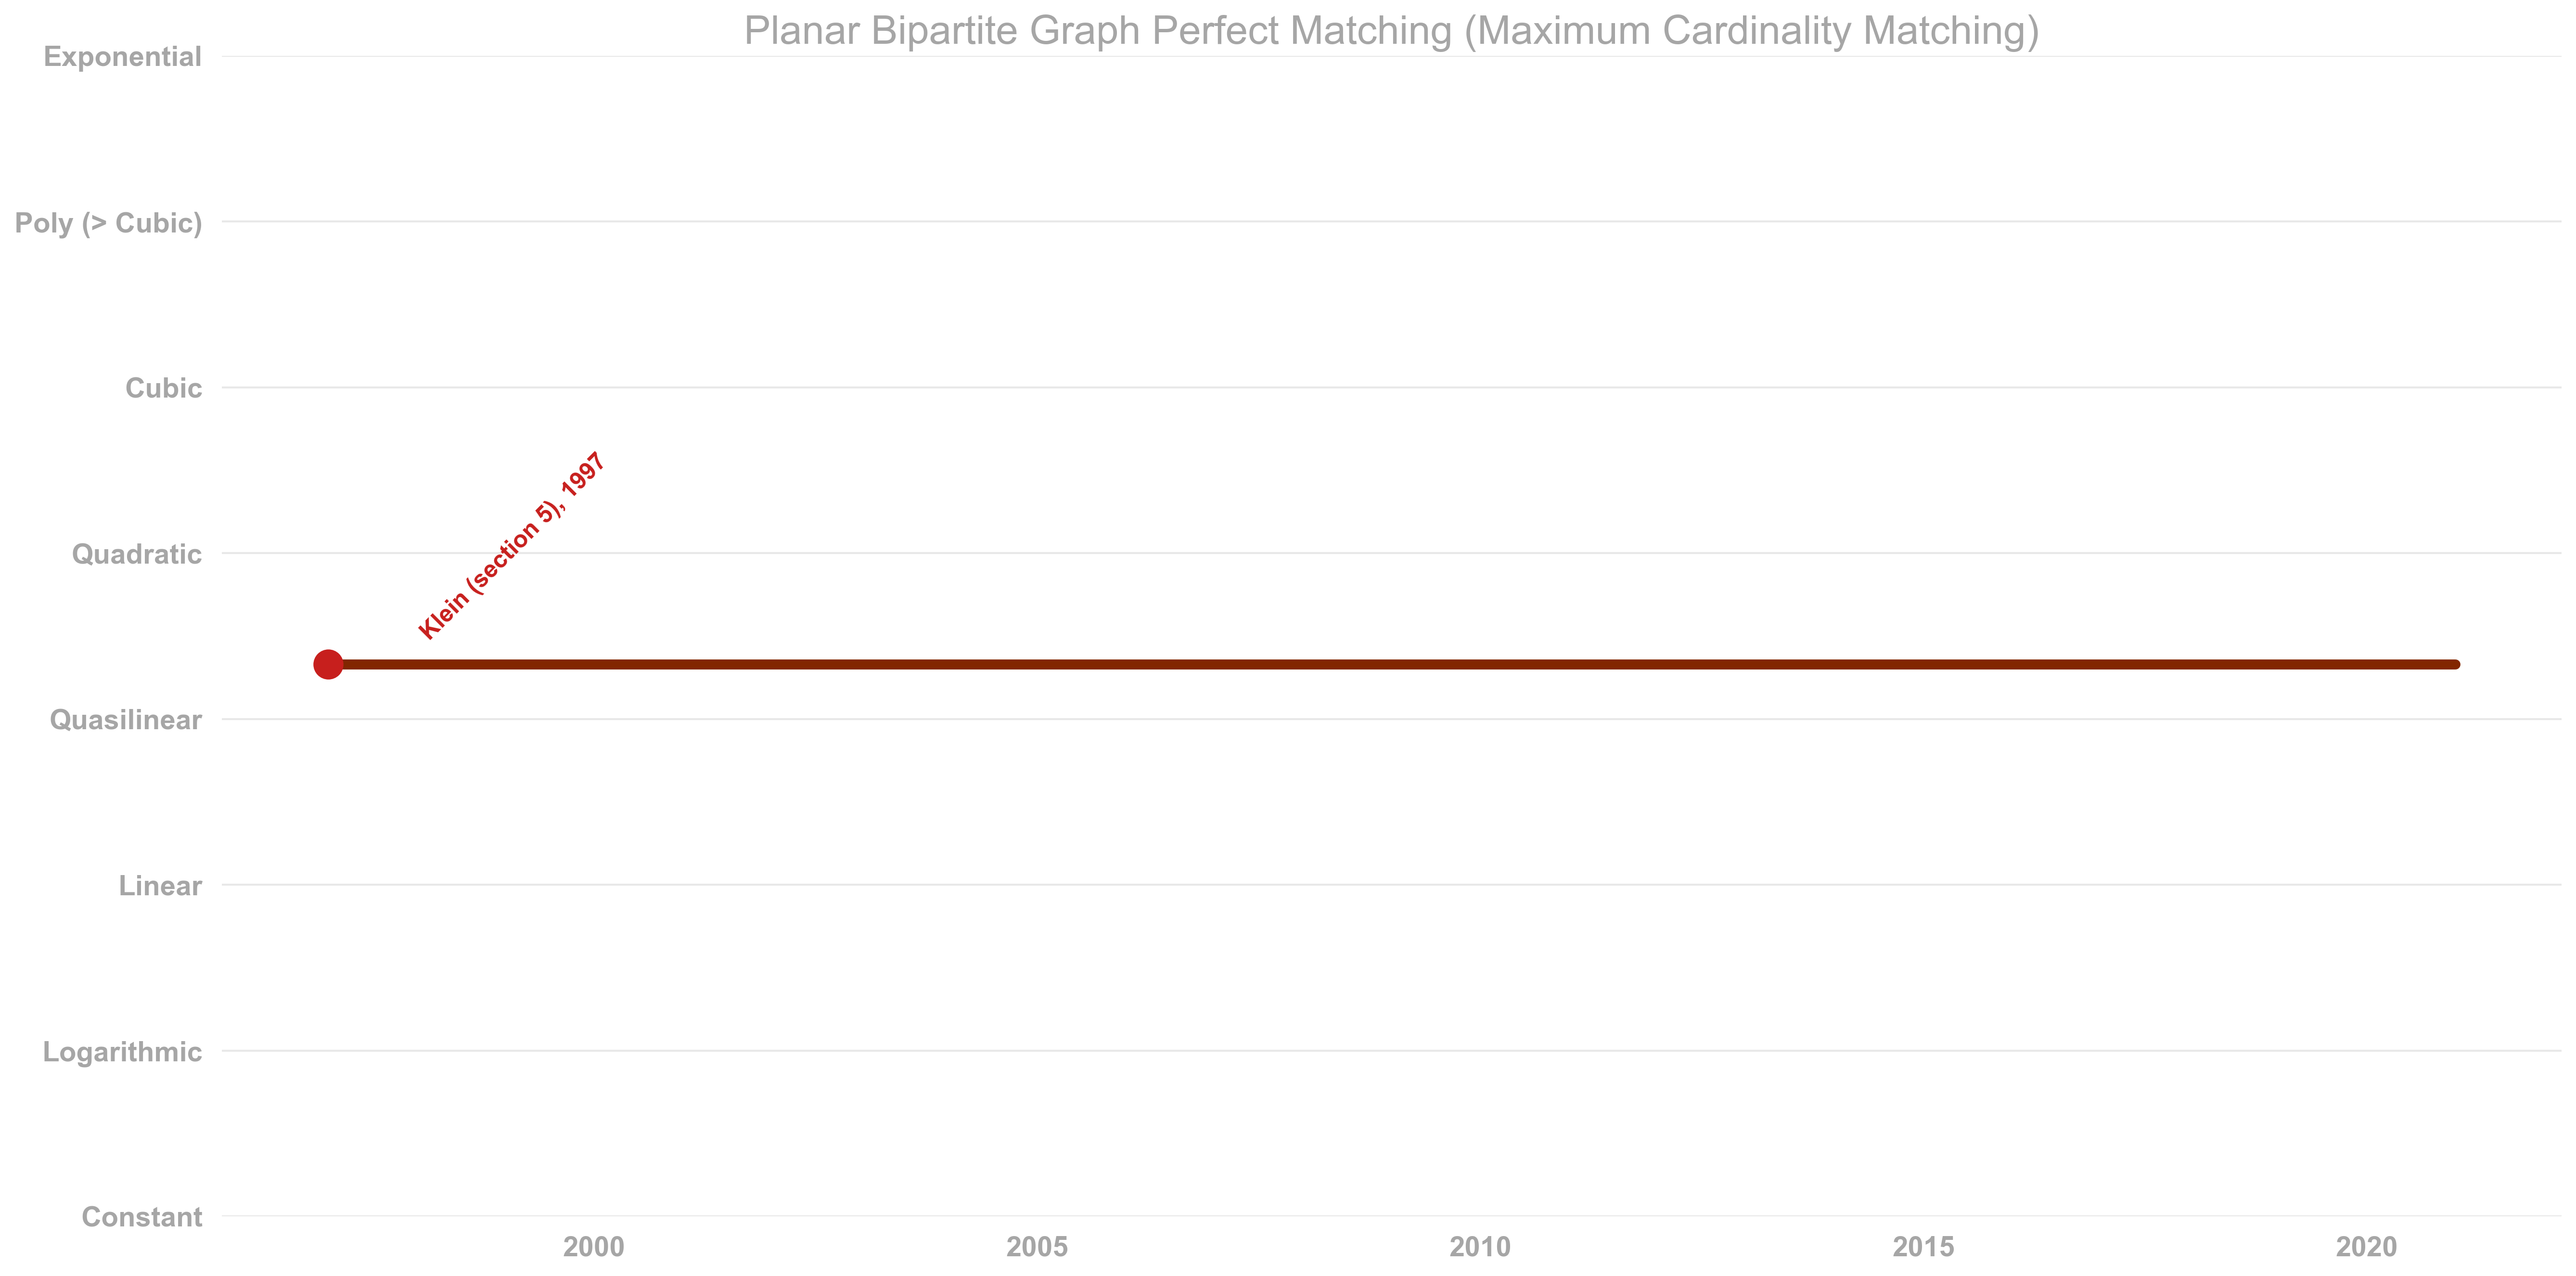 Planar Bipartite Graph Perfect Matching (Maximum Cardinality Matching)
Exponential
Poly (> Cubic)
Cubic
Quadratic
Quasilinear
Linear
Logarithmic
Constant
Klein (section 5), 1997
2000
2005
2010
2015
2020